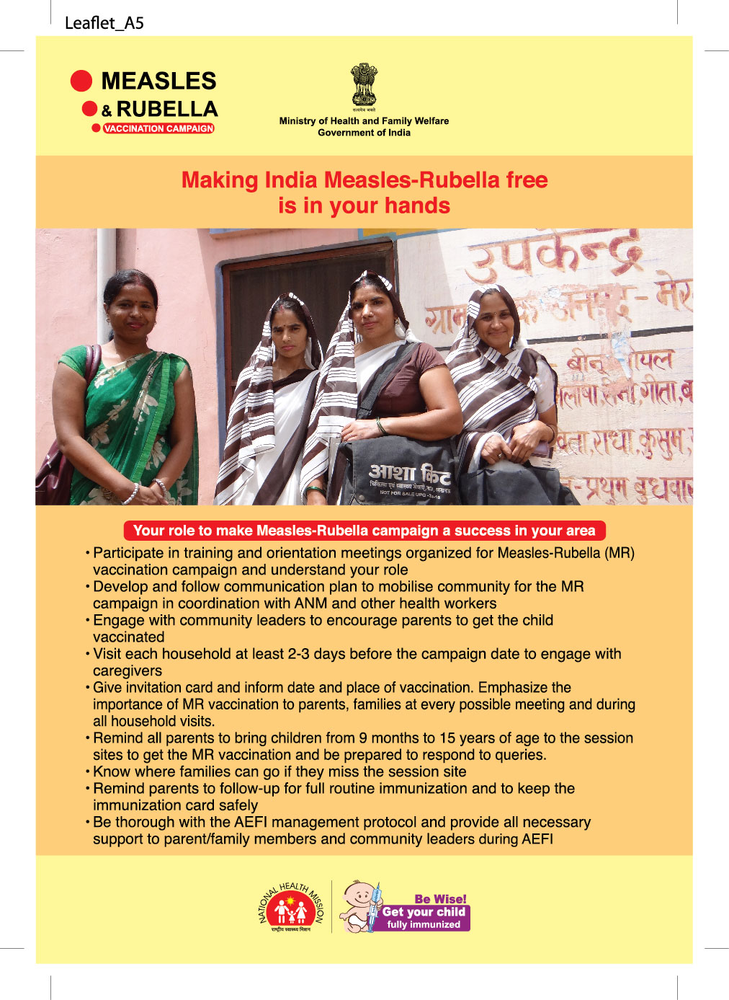 Leaflet_A5
MEASLES
& RUBELLA
VACCINATION CAMPAIGN
सत्यमेव जयते
Ministry of Health and Family Welfare
Government of India
Making India Measles-Rubella free
is in your hands
उपकेन्द्र
ग्राम
बीनू
गीता,
राधा, कुसुम,
प्रथम बुधवार
आशा किट
NOT FOR SALE
Your role to make Measles-Rubella campaign a success in your area
• Participate in training and orientation meetings organized for Measles-Rubella (MR)
vaccination campaign and understand your role
• Develop and follow communication plan to mobilise community for the MR
campaign in coordination with ANM and other health workers
• Engage with community leaders to encourage parents to get the child
vaccinated
• Visit each household at least 2-3 days before the campaign date to engage with
caregivers
• Give invitation card and inform date and place of vaccination. Emphasize the
importance of MR vaccination to parents, families at every possible meeting and during
all household visits.
• Remind all parents to bring children from 9 months to 15 years of age to the session
sites to get the MR vaccination and be prepared to respond to queries.
• Know where families can go if they miss the session site
• Remind parents to follow-up for full routine immunization and to keep the
immunization card safely
• Be thorough with the AEFI management protocol and provide all necessary
support to parent/family members and community leaders during AEFI
NATIONAL HEALTH MISSION
राष्ट्रीय स्वास्थ्य मिशन
Be Wise!
Get your child
fully immunized